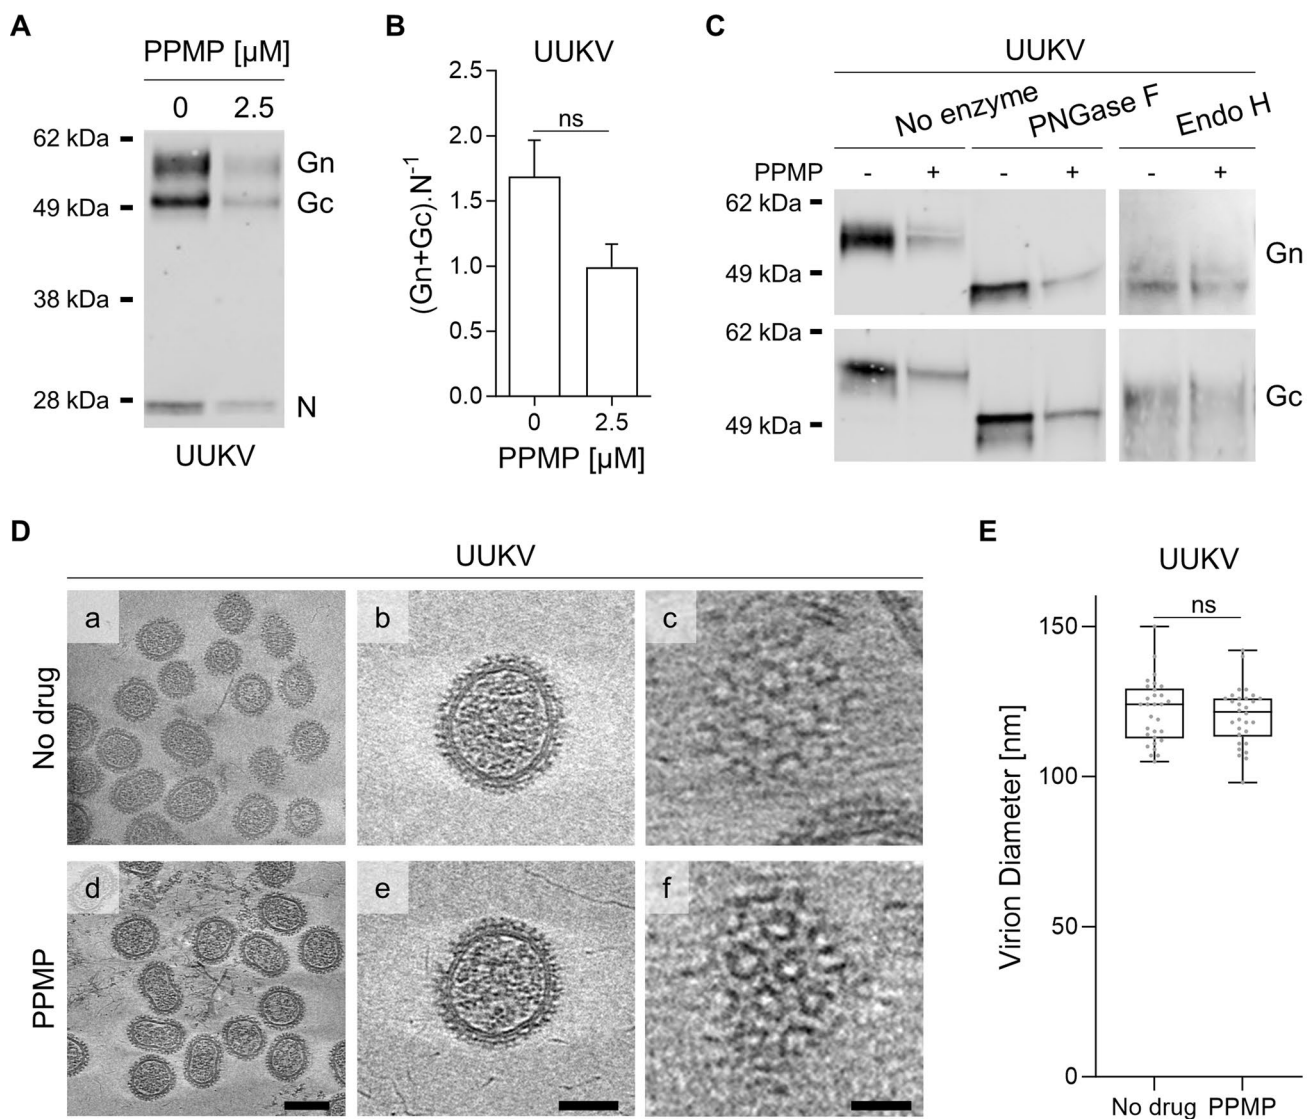 A
PPMP [µM]
0 2.5
62 kDa
Gn
49 kDa
Gc
38 kDa
28 kDa
N
UUKV
B
UUKV
2.5
ns
2.0
1.5
1.0
0.5
0.0
(Gn+Gc).N⁻¹
0 2.5
PPMP [µM]
C
UUKV
No enzyme PNGase F Endo H
PPMP - + - + - +
62 kDa
49 kDa
Gn
62 kDa
49 kDa
Gc
D
UUKV
No drug
a b c
PPMP
d e f
E
UUKV
ns
150
100
50
0
Virion Diameter [nm]
No drug PPMP